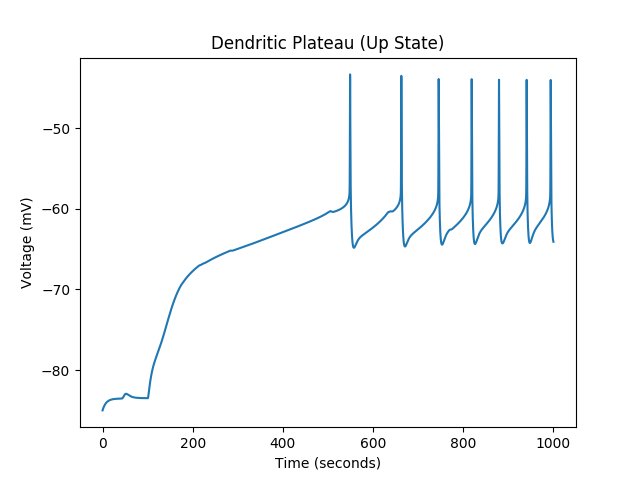 Dendritic Plateau (Up State)
−50
−60
−70
−80
Voltage (mV)
0 200 400 600 800 1000
Time (seconds)